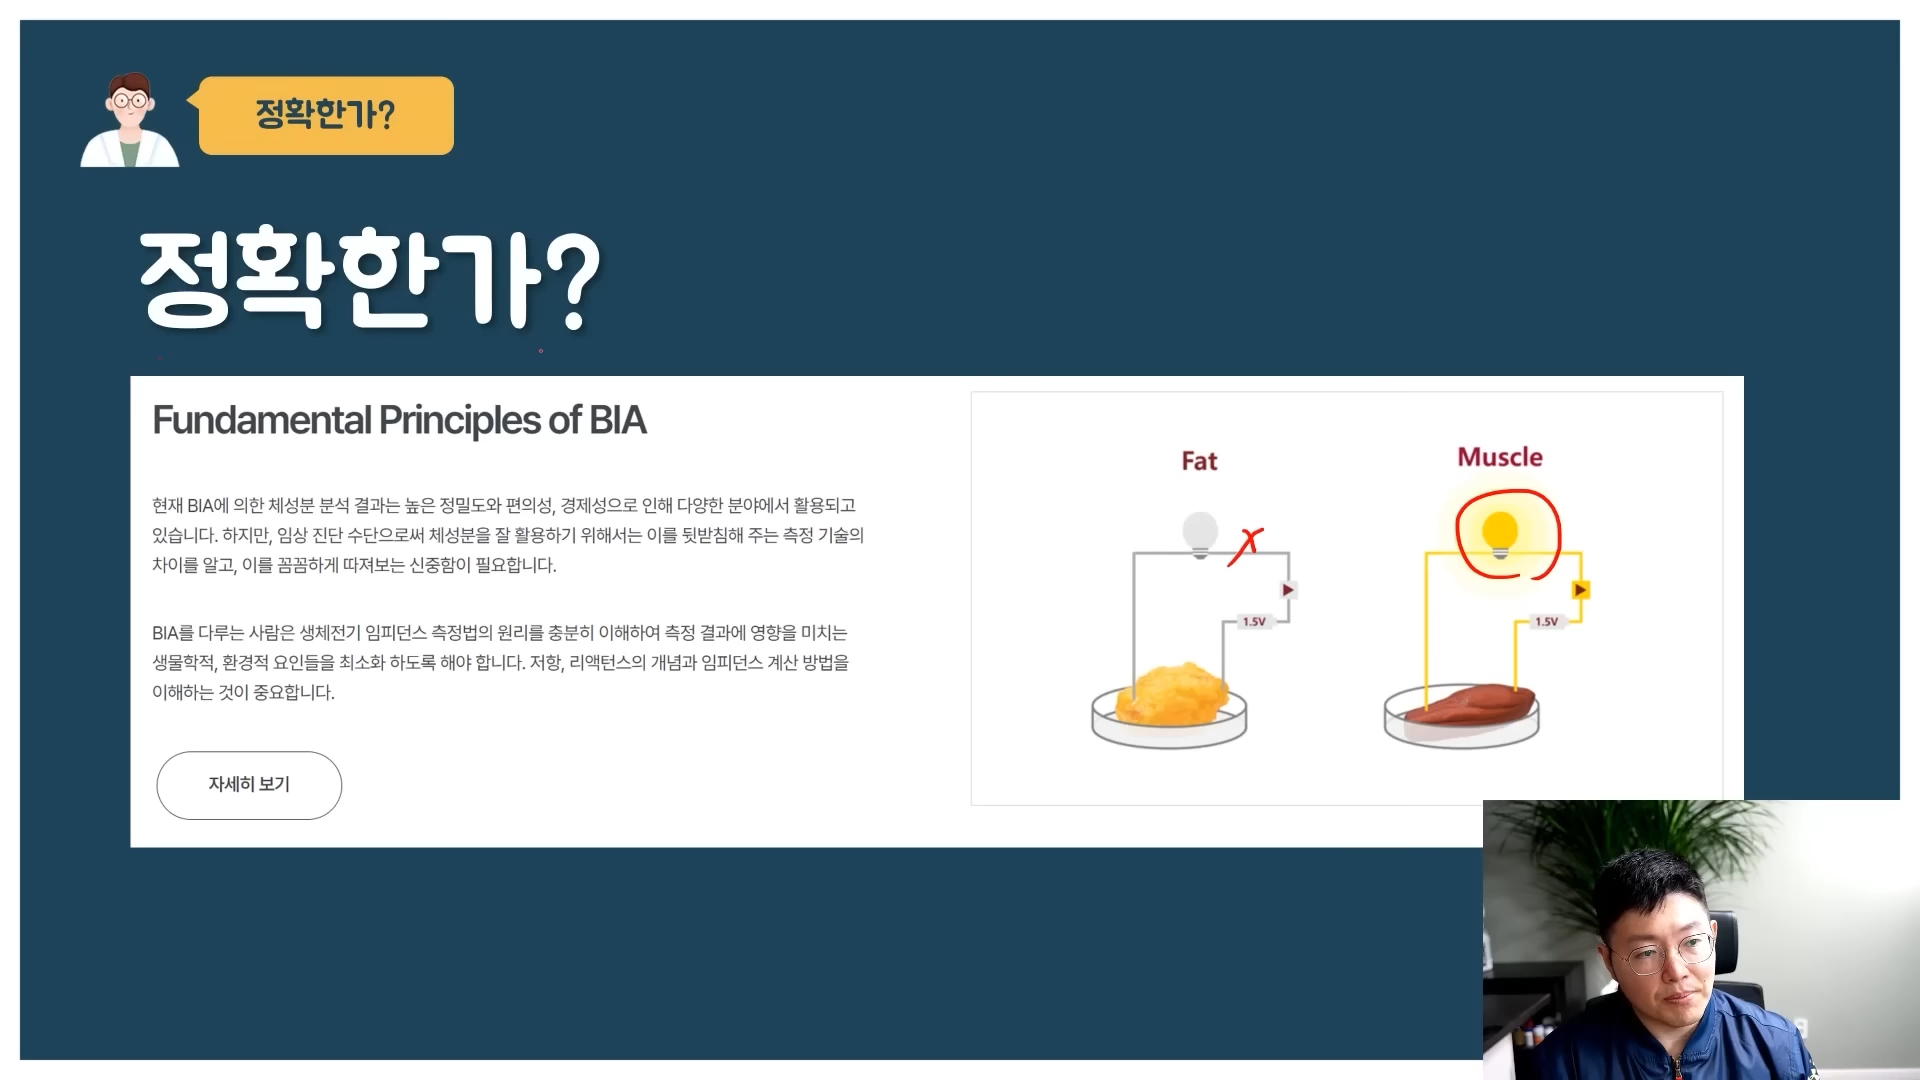 정확한가?
정확한가?
Fundamental Principles of BIA
현재 BIA에 의한 체성분 분석 결과는 높은 정밀도와 편의성, 경제성으로 인해 다양한 분야에서 활용되고
있습니다. 하지만, 임상 진단 수단으로써 체성분을 잘 활용하기 위해서는 이를 뒷받침해 주는 측정 기술의
차이를 알고, 이를 꼼꼼하게 따져보는 신중함이 필요합니다.
BIA를 다루는 사람은 생체전기 임피던스 측정법의 원리를 충분히 이해하여 측정 결과에 영향을 미치는
생물학적, 환경적 요인들을 최소화 하도록 해야 합니다. 저항, 리액턴스의 개념과 임피던스 계산 방법을
이해하는 것이 중요합니다.
자세히 보기
Fat
1.5V
Muscle
1.5V